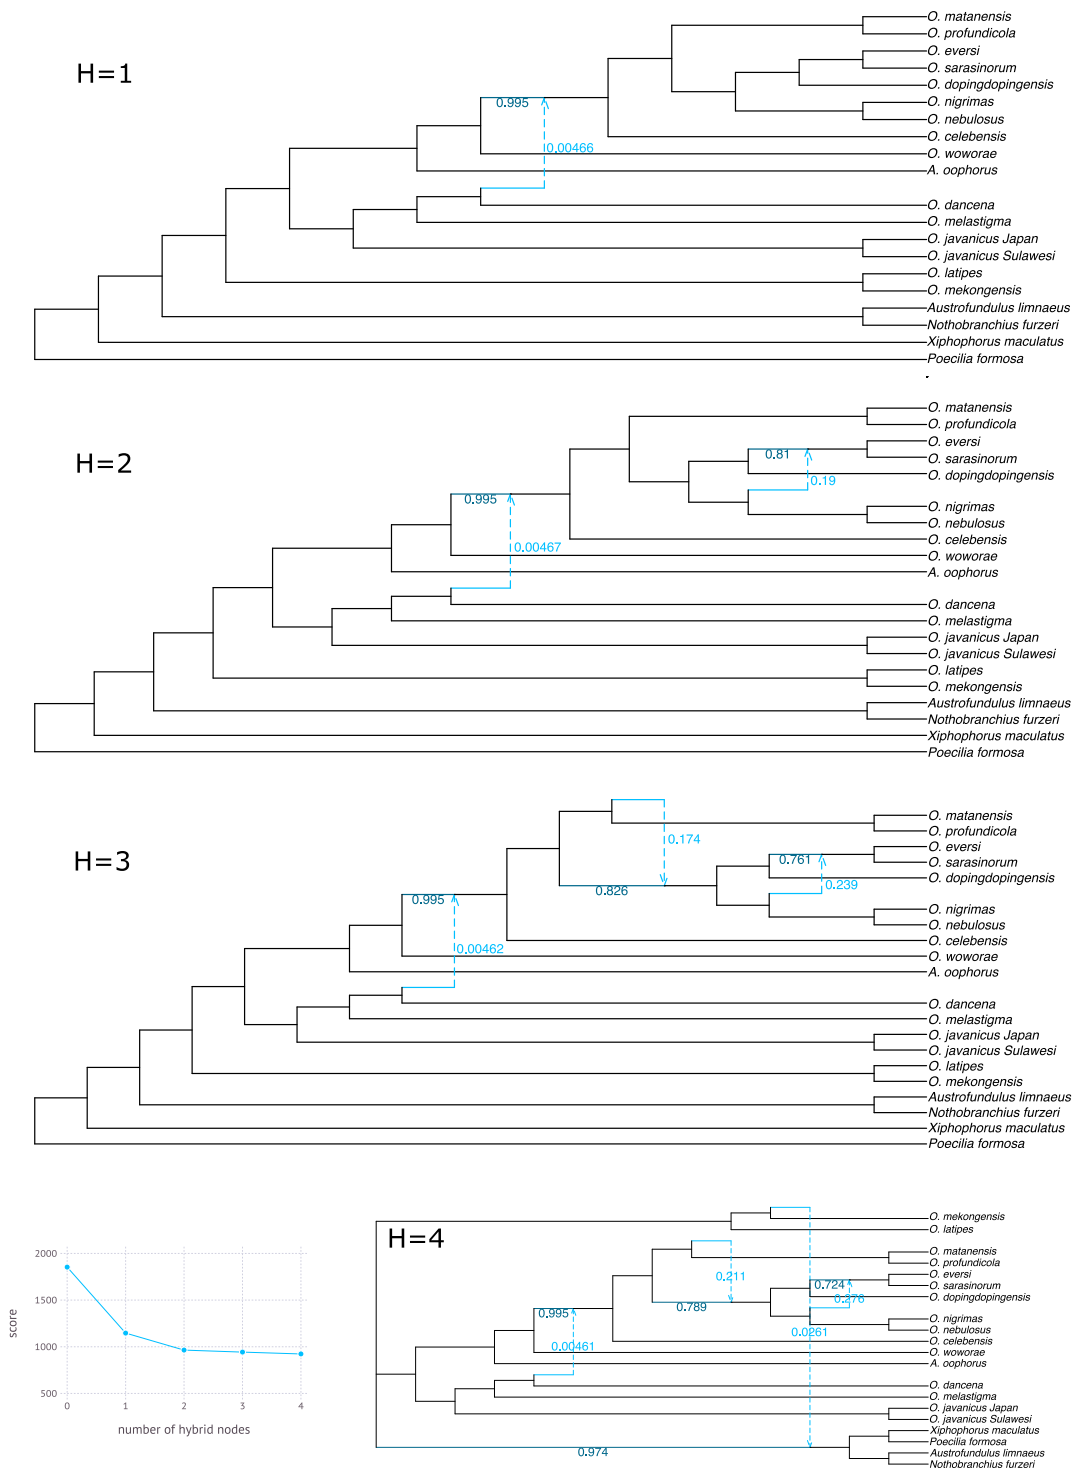 H=1
O. matanensis
O. profundicola
O. eversi
O. sarasinorum
O. dopingdopingensis
O. nigrimas
O. nebulosus
O. celebensis
O. woworae
A. oophorus
O. dancena
O. melastigma
O. javanicus Japan
O. javanicus Sulawesi
O. latipes
O. mekongensis
Austrofundulus limnaeus
Nothobranchius furzeri
Xiphophorus maculatus
Poecilia formosa
0.995
0.00466
H=2
O. matanensis
O. profundicola
O. eversi
O. sarasinorum
O. dopingdopingensis
O. nigrimas
O. nebulosus
O. celebensis
O. woworae
A. oophorus
O. dancena
O. melastigma
O. javanicus Japan
O. javanicus Sulawesi
O. latipes
O. mekongensis
Austrofundulus limnaeus
Nothobranchius furzeri
Xiphophorus maculatus
Poecilia formosa
0.81
0.19
0.995
0.00467
H=3
O. matanensis
O. profundicola
O. eversi
O. sarasinorum
O. dopingdopingensis
O. nigrimas
O. nebulosus
O. celebensis
O. woworae
A. oophorus
O. dancena
O. melastigma
O. javanicus Japan
O. javanicus Sulawesi
O. latipes
O. mekongensis
Austrofundulus limnaeus
Nothobranchius furzeri
Xiphophorus maculatus
Poecilia formosa
0.174
0.761
0.239
0.826
0.995
0.00462
2000
1500
1000
500
0
1
2
3
4
score
number of hybrid nodes
H=4
O. mekongensis
O. latipes
O. matanensis
O. profundicola
O. eversi
O. sarasinorum
O. dopingdopingensis
O. nigrimas
O. nebulosus
O. celebensis
O. woworae
A. oophorus
O. dancena
O. melastigma
O. javanicus Japan
O. javanicus Sulawesi
Xiphophorus maculatus
Poecilia formosa
Austrofundulus limnaeus
Nothobranchius furzeri
0.211
0.724
0.276
0.789
0.995
0.0261
0.00461
0.974